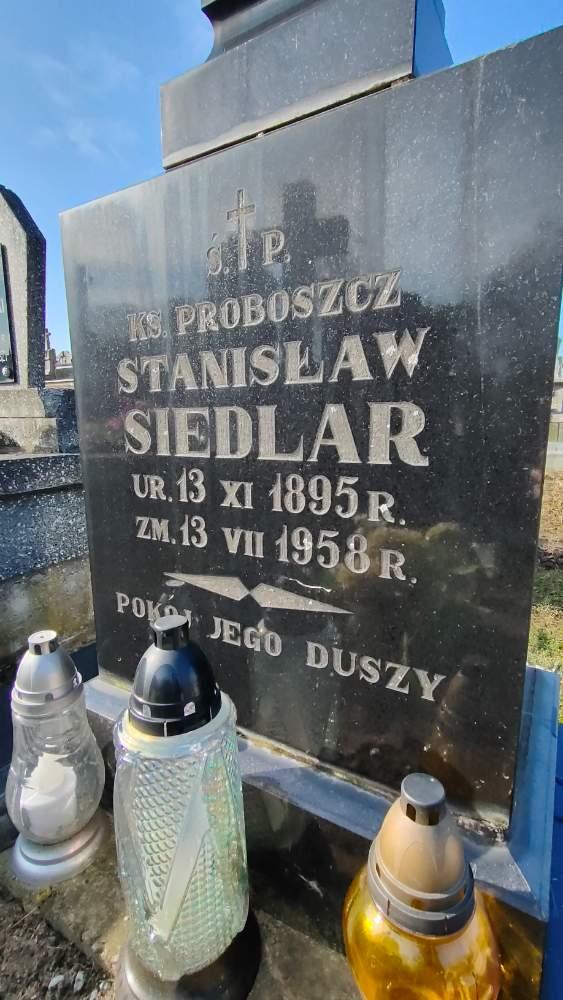 Ś. P.
KS. PROBOSZCZ
STANISŁAW
SIEDLAR
UR. 13 XI 1895 R.
ZM. 13 VII 1958 R.
POKÓJ JEGO DUSZY